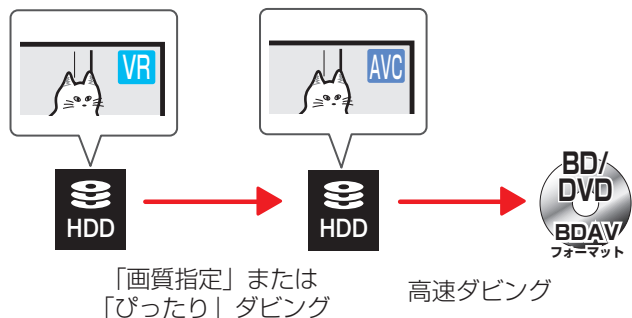 VR
AVC
HDD
HDD
BD/
DVD
BDAV
フォーマット
「画質指定」または
「ぴったり」ダビング
高速ダビング